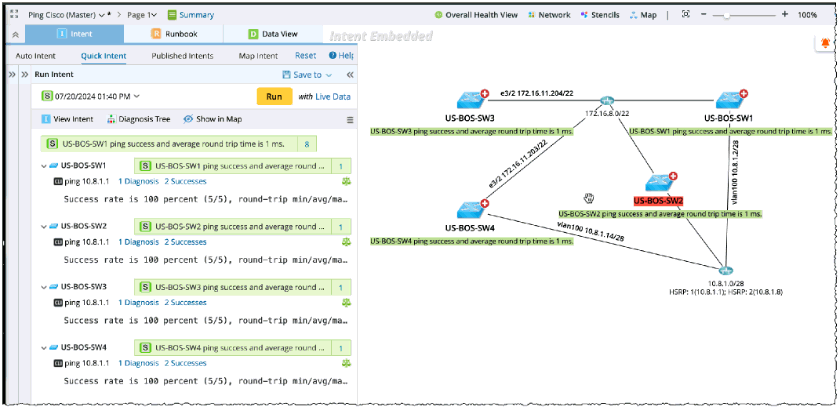 Ping Cisco (Master) * Page 1 Summary Overall Health View Network Stencils Map 100%
Intent Runbook Data View Intent Embedded
Auto Intent Quick Intent Published Intents Map Intent Reset Help
Run Intent Save to
S 07/20/2024 01:40 PM Run with Live Data
View Intent Diagnosis Tree Show in Map
S US-BOS-SW1 ping success and average round trip time is 1 ms. 8
US-BOS-SW1 S US-BOS-SW1 ping success and average round ... 1
ping 10.8.1.1 1 Diagnosis 2 Successes
Success rate is 100 percent (5/5), round-trip min/avg/ma...
US-BOS-SW2 S US-BOS-SW2 ping success and average round ... 1
ping 10.8.1.1 1 Diagnosis 2 Successes
Success rate is 100 percent (5/5), round-trip min/avg/ma...
US-BOS-SW3 S US-BOS-SW3 ping success and average round ... 1
ping 10.8.1.1 1 Diagnosis 2 Successes
Success rate is 100 percent (5/5), round-trip min/avg/ma...
US-BOS-SW4 S US-BOS-SW4 ping success and average round ... 1
ping 10.8.1.1 1 Diagnosis 2 Successes
Success rate is 100 percent (5/5), round-trip min/avg/ma...
e3/2 172.16.11.204/22
US-BOS-SW3
US-BOS-SW3 ping success and average round trip time is 1 ms.
172.16.8.0/22
US-BOS-SW1
US-BOS-SW1 ping success and average round trip time is 1 ms.
e3/2 172.16.11.203/22
vlan100 10.8.1.2/28
US-BOS-SW2
US-BOS-SW2 ping success and average round trip time is 1 ms.
US-BOS-SW4
US-BOS-SW4 ping success and average round trip time is 1 ms.
vlan100 10.8.1.14/28
10.8.1.0/28
HSRP: 1(10.8.1.1); HSRP: 2(10.8.1.8)